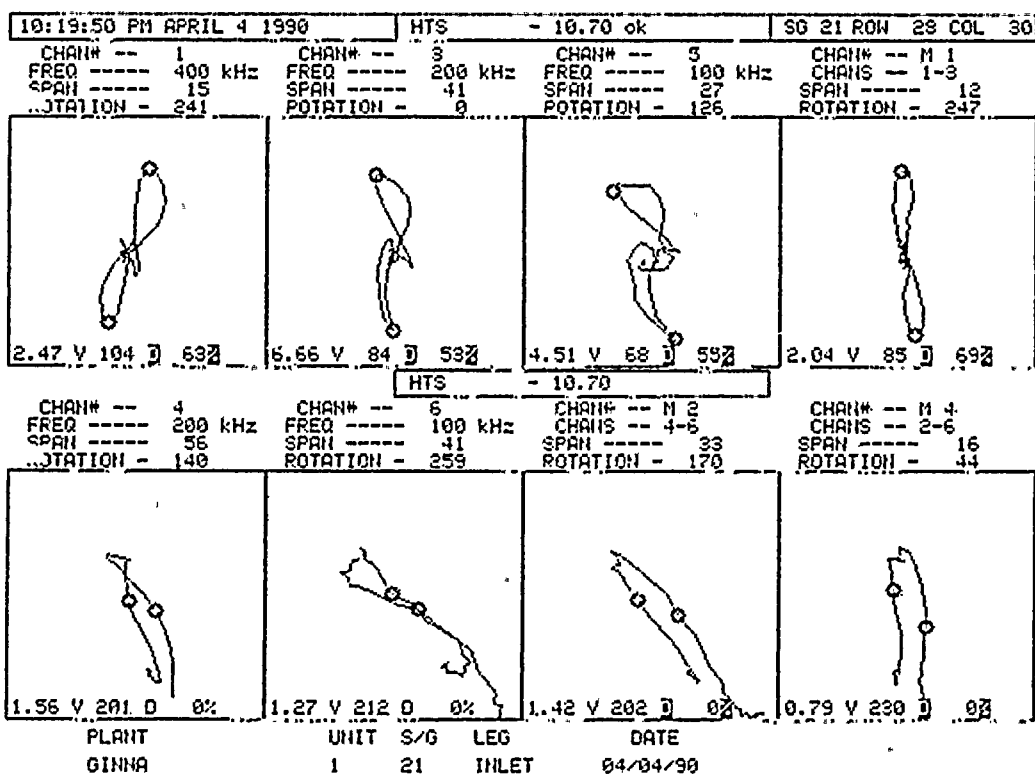 10:19:50 PM APRIL 4 1990 HTS - 10.70 ok SG 21 ROW 28 COL 30
CHAN# -- 1 CHAN# -- 3 CHAN# -- 5 CHAN# -- M 1
FREQ ----- 400 kHz FREQ ----- 200 kHz FREQ ----- 100 kHz CHANS -- 1-3
SPAN ----- 15 SPAN ----- 41 SPAN ----- 27 SPAN ----- 12
..OTATION - 241 ROTATION - 0 ROTATION - 126 ROTATION - 247
2.47 V 104 D 63% 6.66 V 84 D 53% 4.51 V 68 D 55% 2.04 V 85 D 69%
HTS - 10.70
CHAN# -- 4 CHAN# -- 6 CHAN# -- M 2 CHAN# -- M 4
FREQ ----- 200 kHz FREQ ----- 100 kHz CHANS -- 4-6 CHANS -- 2-6
SPAN ----- 56 SPAN ----- 41 SPAN ----- 33 SPAN ----- 16
..OTATION - 140 ROTATION - 259 ROTATION - 170 ROTATION - 44
1.56 V 201 D 0% 1.27 V 212 D 0% 1.42 V 202 D 0% 0.79 V 230 D 0%
PLANT UNIT S/G LEG DATE
GINNA 1 21 INLET 04/04/90